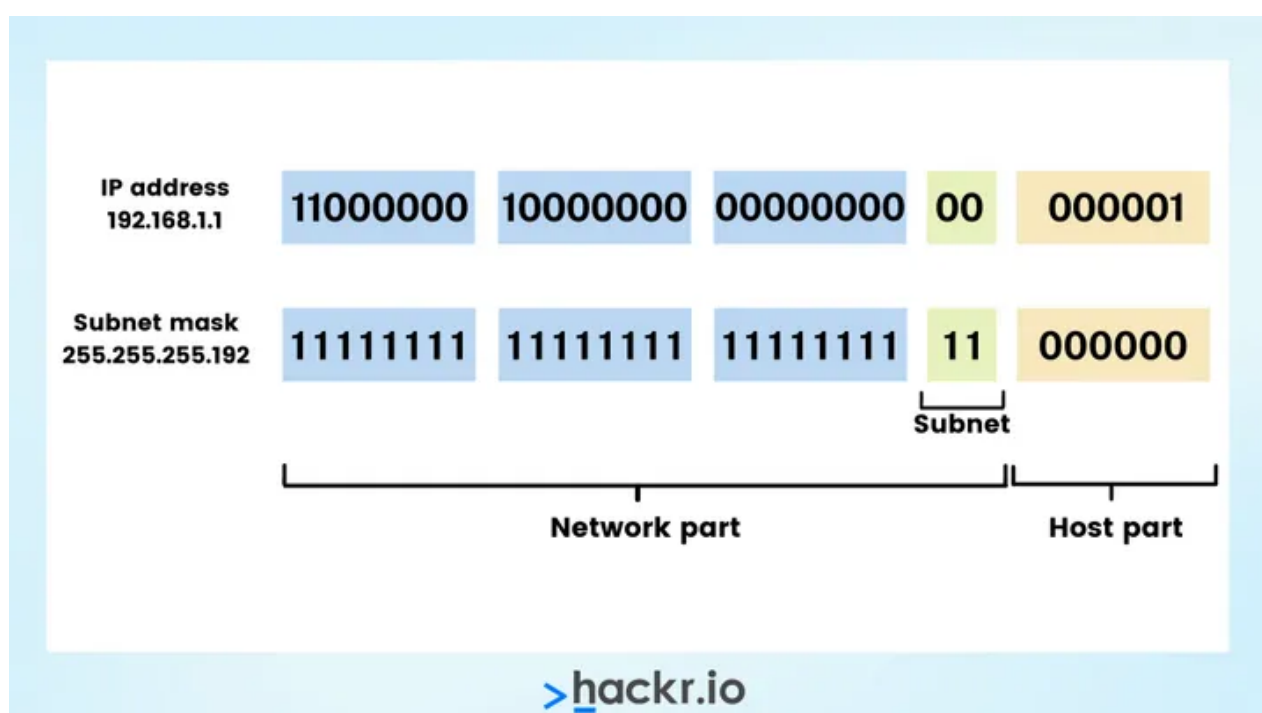 IP address
192.168.1.1
11000000 10000000 00000000 00 000001
Subnet mask
255.255.255.192
11111111 11111111 11111111 11 000000
Subnet
Network part Host part
>hackr.io